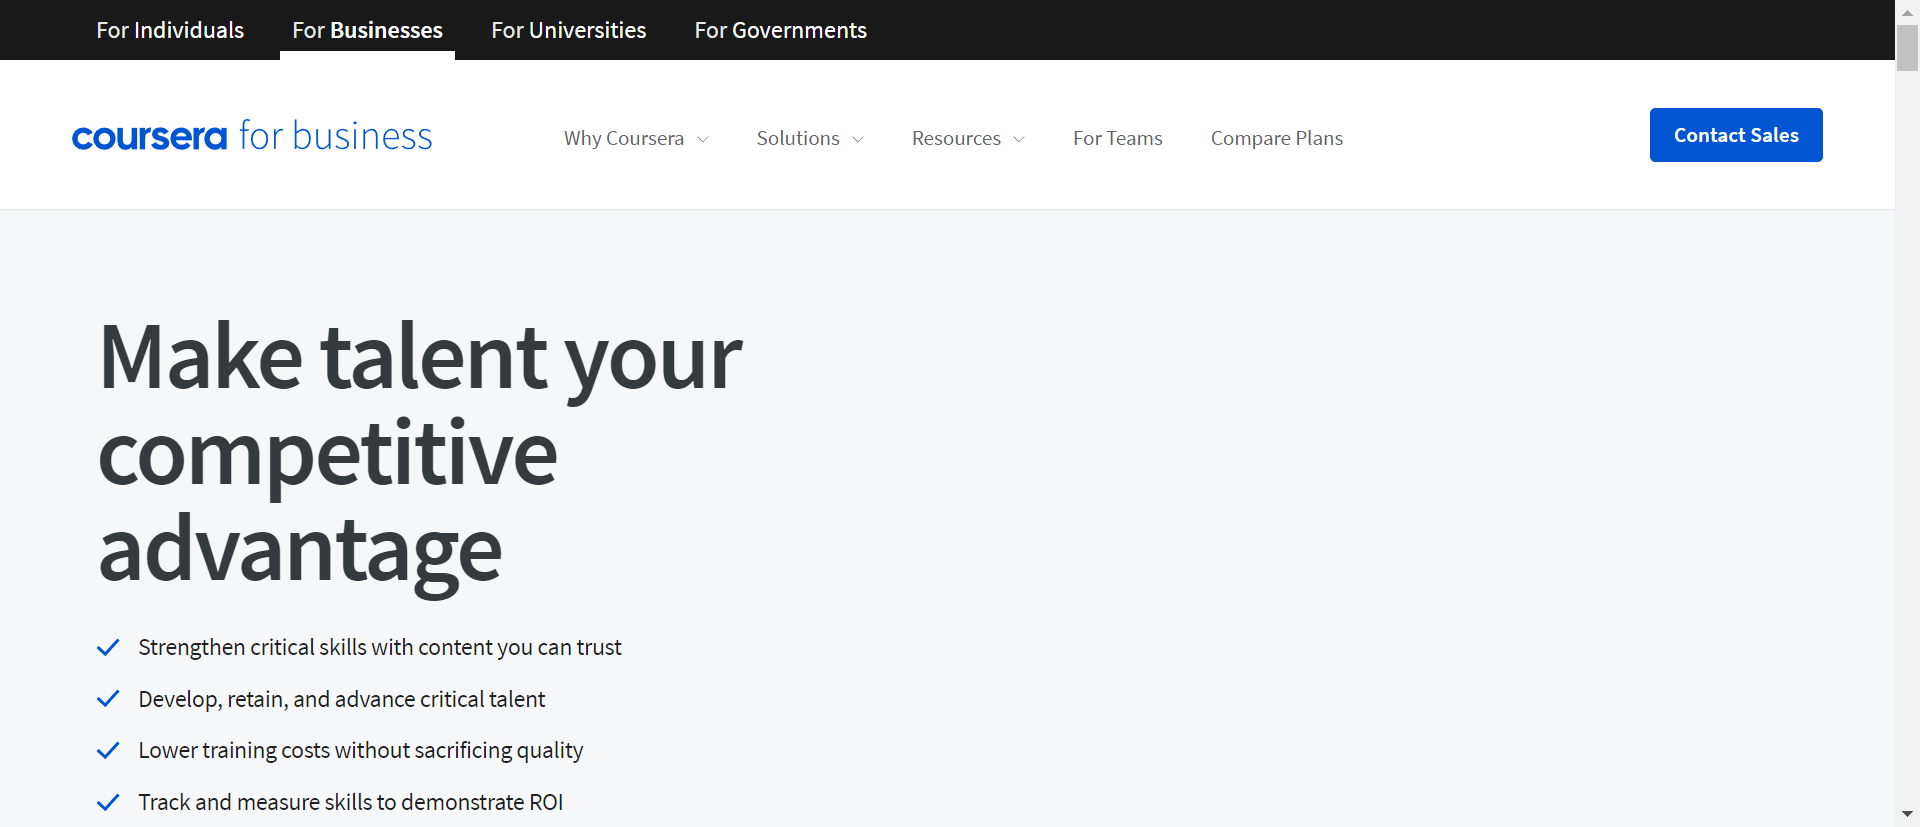 For Individuals For Businesses For Universities For Governments
coursera for business Why Coursera Solutions Resources For Teams Compare Plans Contact Sales
Make talent your
competitive
advantage
Strengthen critical skills with content you can trust
Develop, retain, and advance critical talent
Lower training costs without sacrificing quality
Track and measure skills to demonstrate ROI